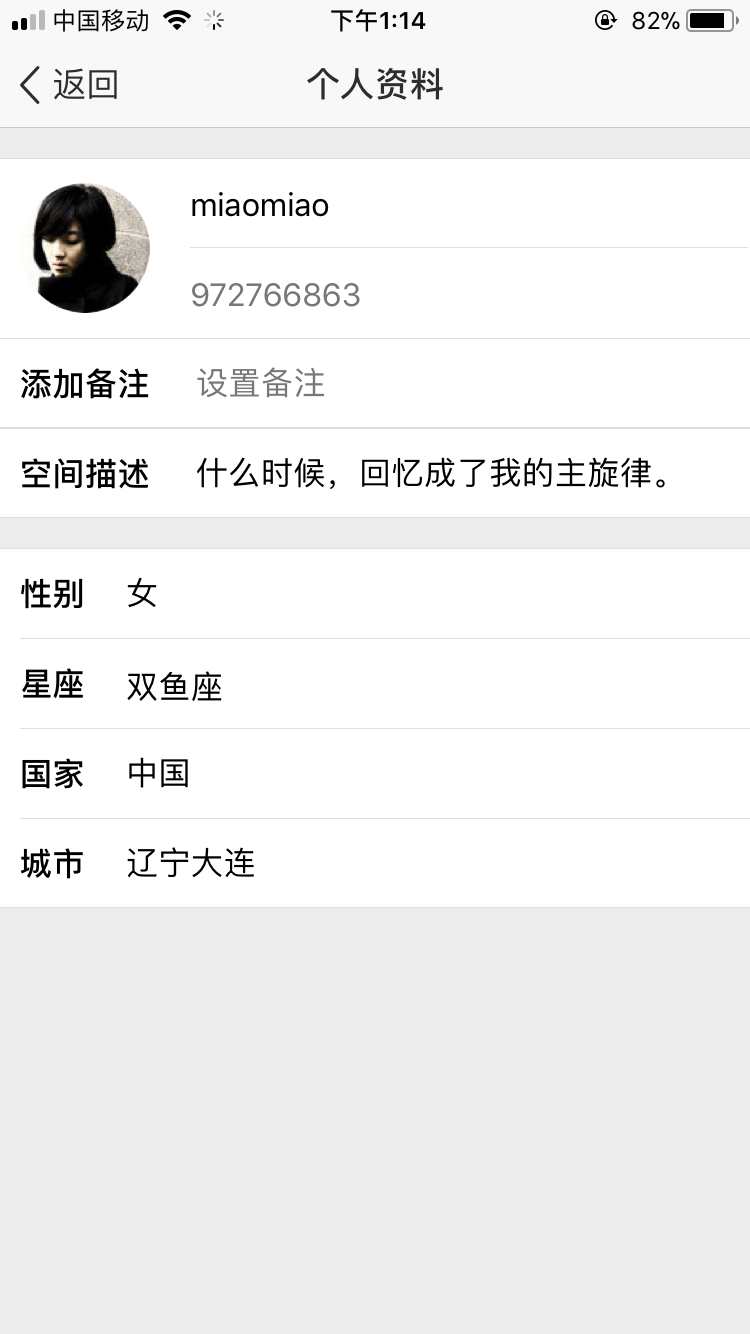 中国移动 下午1:14 82%
返回 个人资料
miaomiao
972766863
添加备注 设置备注
空间描述 什么时候，回忆成了我的主旋律。
性别 女
星座 双鱼座
国家 中国
城市 辽宁大连